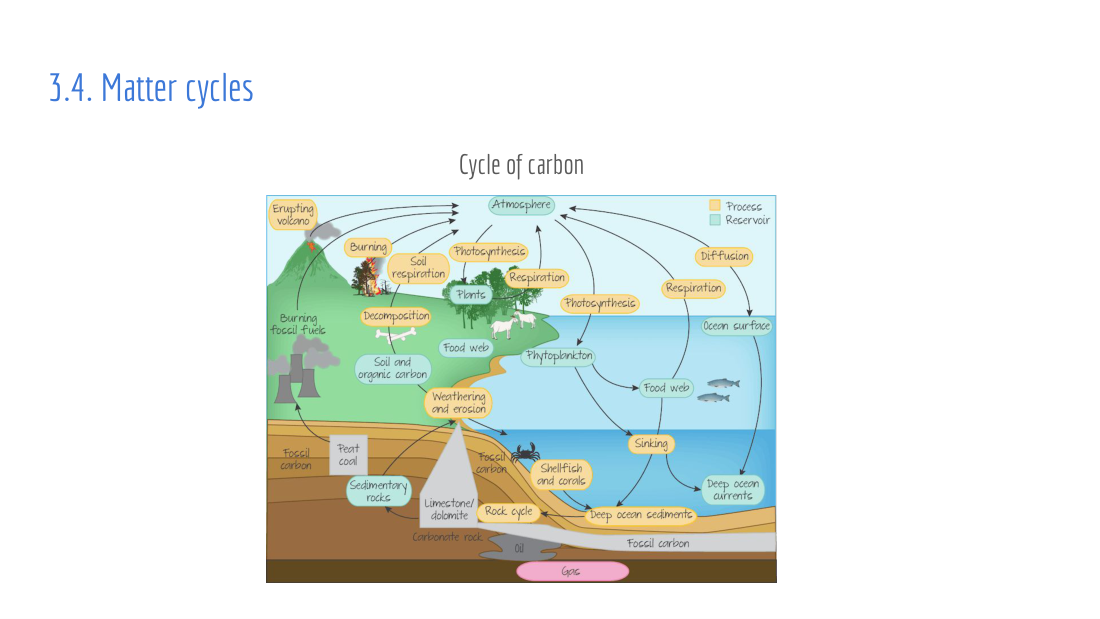 3.4. Matter cycles
Cycle of carbon
Erupting
volcano
Atmosphere
Process
Reservoir
Burning
Soil
respiration
Photosynthesis
Respiration
Diffusion
Respiration
Plants
Photosynthesis
Burning
fossil fuels
Decomposition
Ocean surface
Food web
Phytoplankton
Soil and
organic carbon
Food web
Weathering
and erosion
Sinking
Fossil
carbon
Peat
coal
Fossil
carbon
Shellfish
and corals
Sedimentary
rocks
Deep ocean
currents
Limestone/
dolomite
Rock cycle
Deep ocean sediments
Carbonate rock
Oil
Fossil carbon
Gas